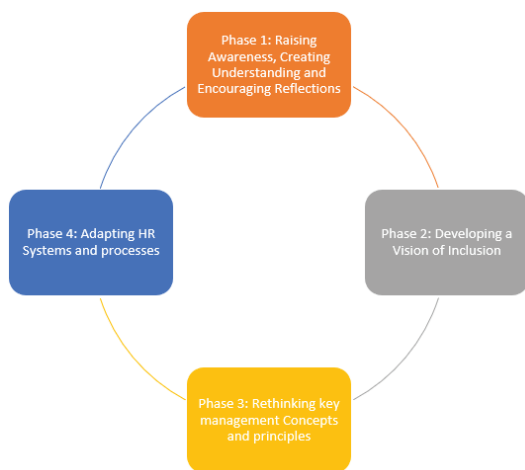 Phase 1: Raising
Awareness, Creating
Understanding and
Encouraging Reflections
Phase 2: Developing a
Vision of Inclusion
Phase 3: Rethinking key
management Concepts
and principles
Phase 4: Adapting HR
Systems and processes